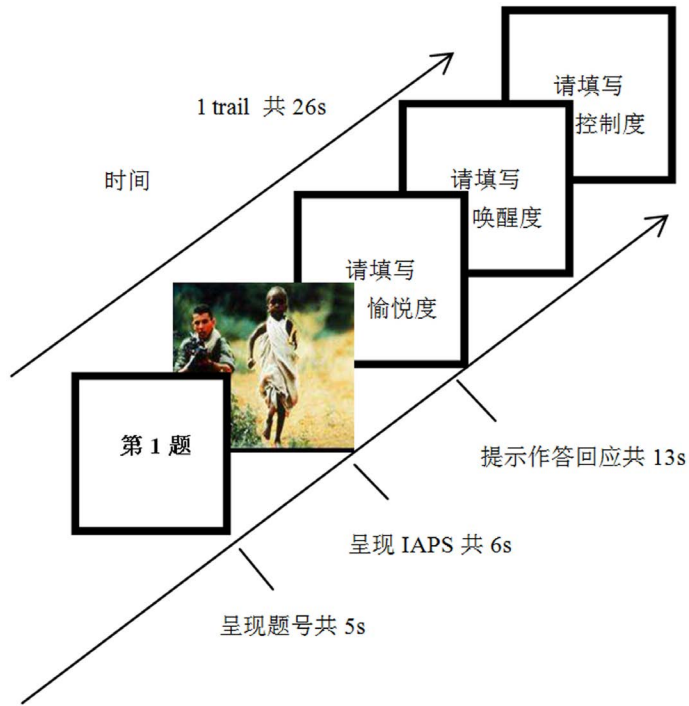 请填写
控制度
1 trail 共 26s
请填写
唤醒度
时间
请填写
愉悦度
第 1 题
提示作答回应共 13s
呈现 IAPS 共 6s
呈现题号共 5s